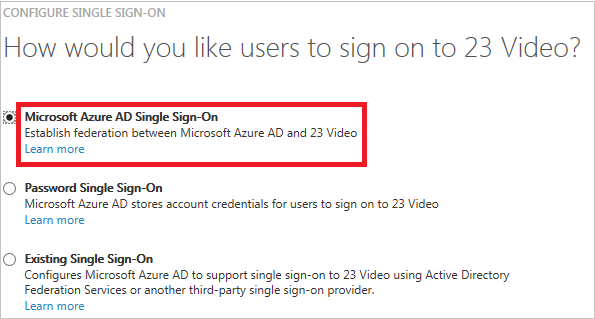 CONFIGURE SINGLE SIGN-ON
How would you like users to sign on to 23 Video?
Microsoft Azure AD Single Sign-On
Establish federation between Microsoft Azure AD and 23 Video
Learn more
Password Single Sign-On
Microsoft Azure AD stores account credentials for users to sign on to 23 Video
Learn more
Existing Single Sign-On
Configures Microsoft Azure AD to support single sign-on to 23 Video using Active Directory
Federation Services or another third-party single sign-on provider.
Learn more